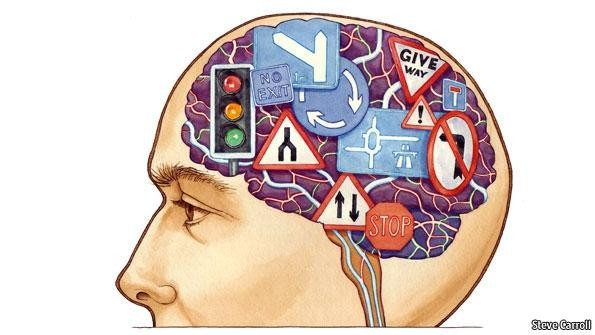 NO
EXIT
GIVE
WAY
!
STOP
Steve Carroll